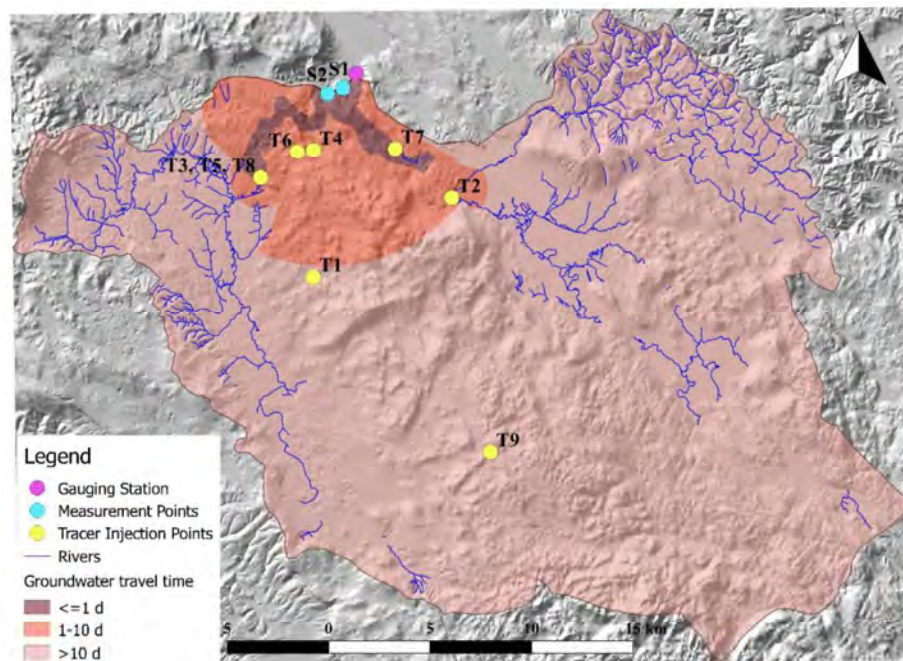 S2 S1
T6 T4 T7
T3, T5, T8
T2
T1
T9
Legend
Gauging Station
Measurement Points
Tracer Injection Points
Rivers
Groundwater travel time
<=1 d
1-10 d
>10 d
5 0 5 10 15 km